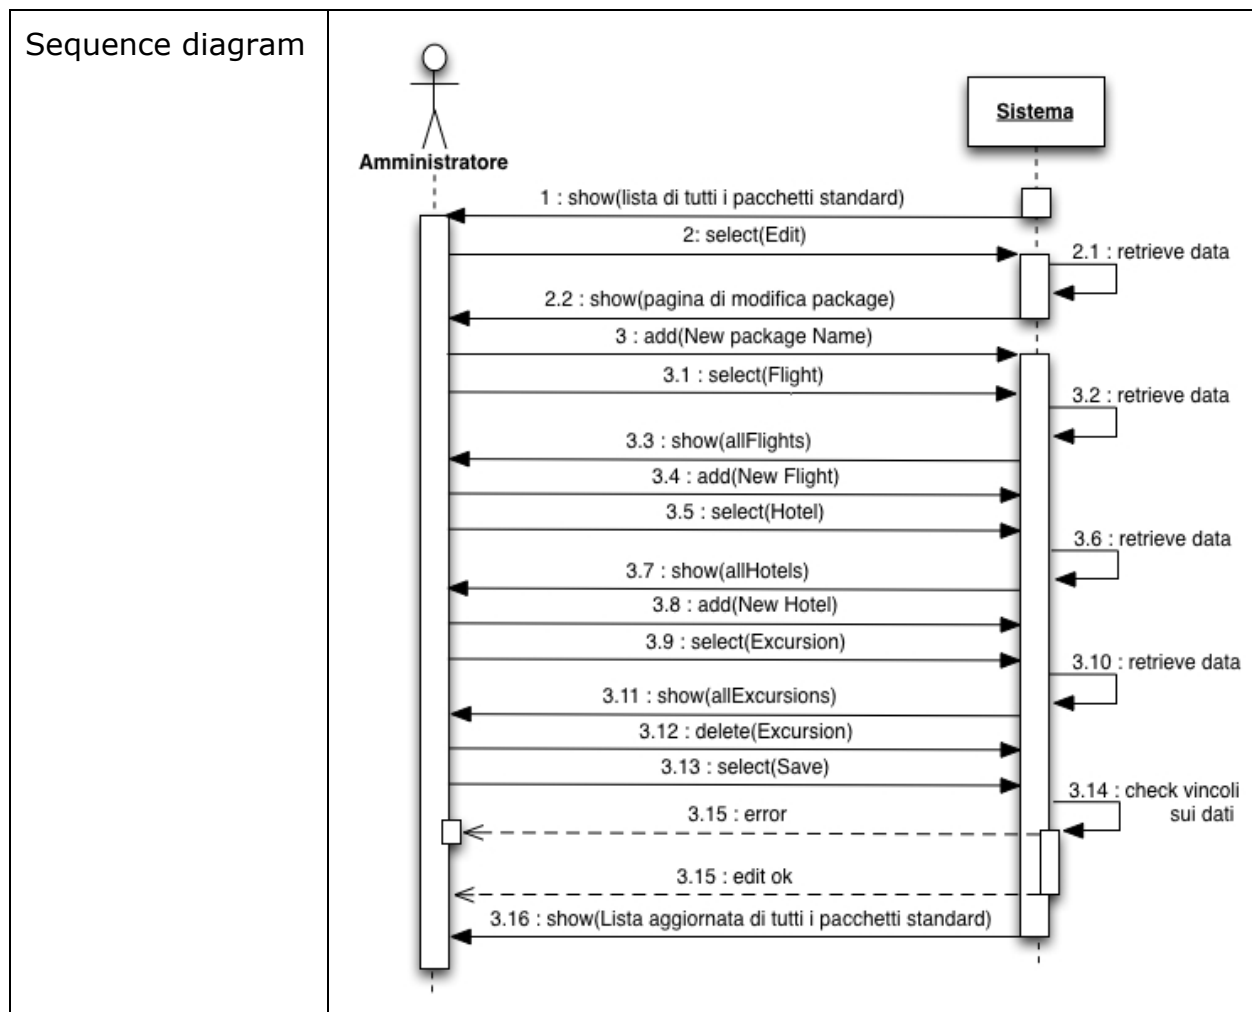 Sequence diagram
Amministratore
Sistema
1 : show(lista di tutti i pacchetti standard)
2: select(Edit)
2.1 : retrieve data
2.2 : show(pagina di modifica package)
3 : add(New package Name)
3.1 : select(Flight)
3.2 : retrieve data
3.3 : show(allFlights)
3.4 : add(New Flight)
3.5 : select(Hotel)
3.6 : retrieve data
3.7 : show(allHotels)
3.8 : add(New Hotel)
3.9 : select(Excursion)
3.10 : retrieve data
3.11 : show(allExcursions)
3.12 : delete(Excursion)
3.13 : select(Save)
3.14 : check vincoli
sui dati
3.15 : error
3.15 : edit ok
3.16 : show(Lista aggiornata di tutti i pacchetti standard)